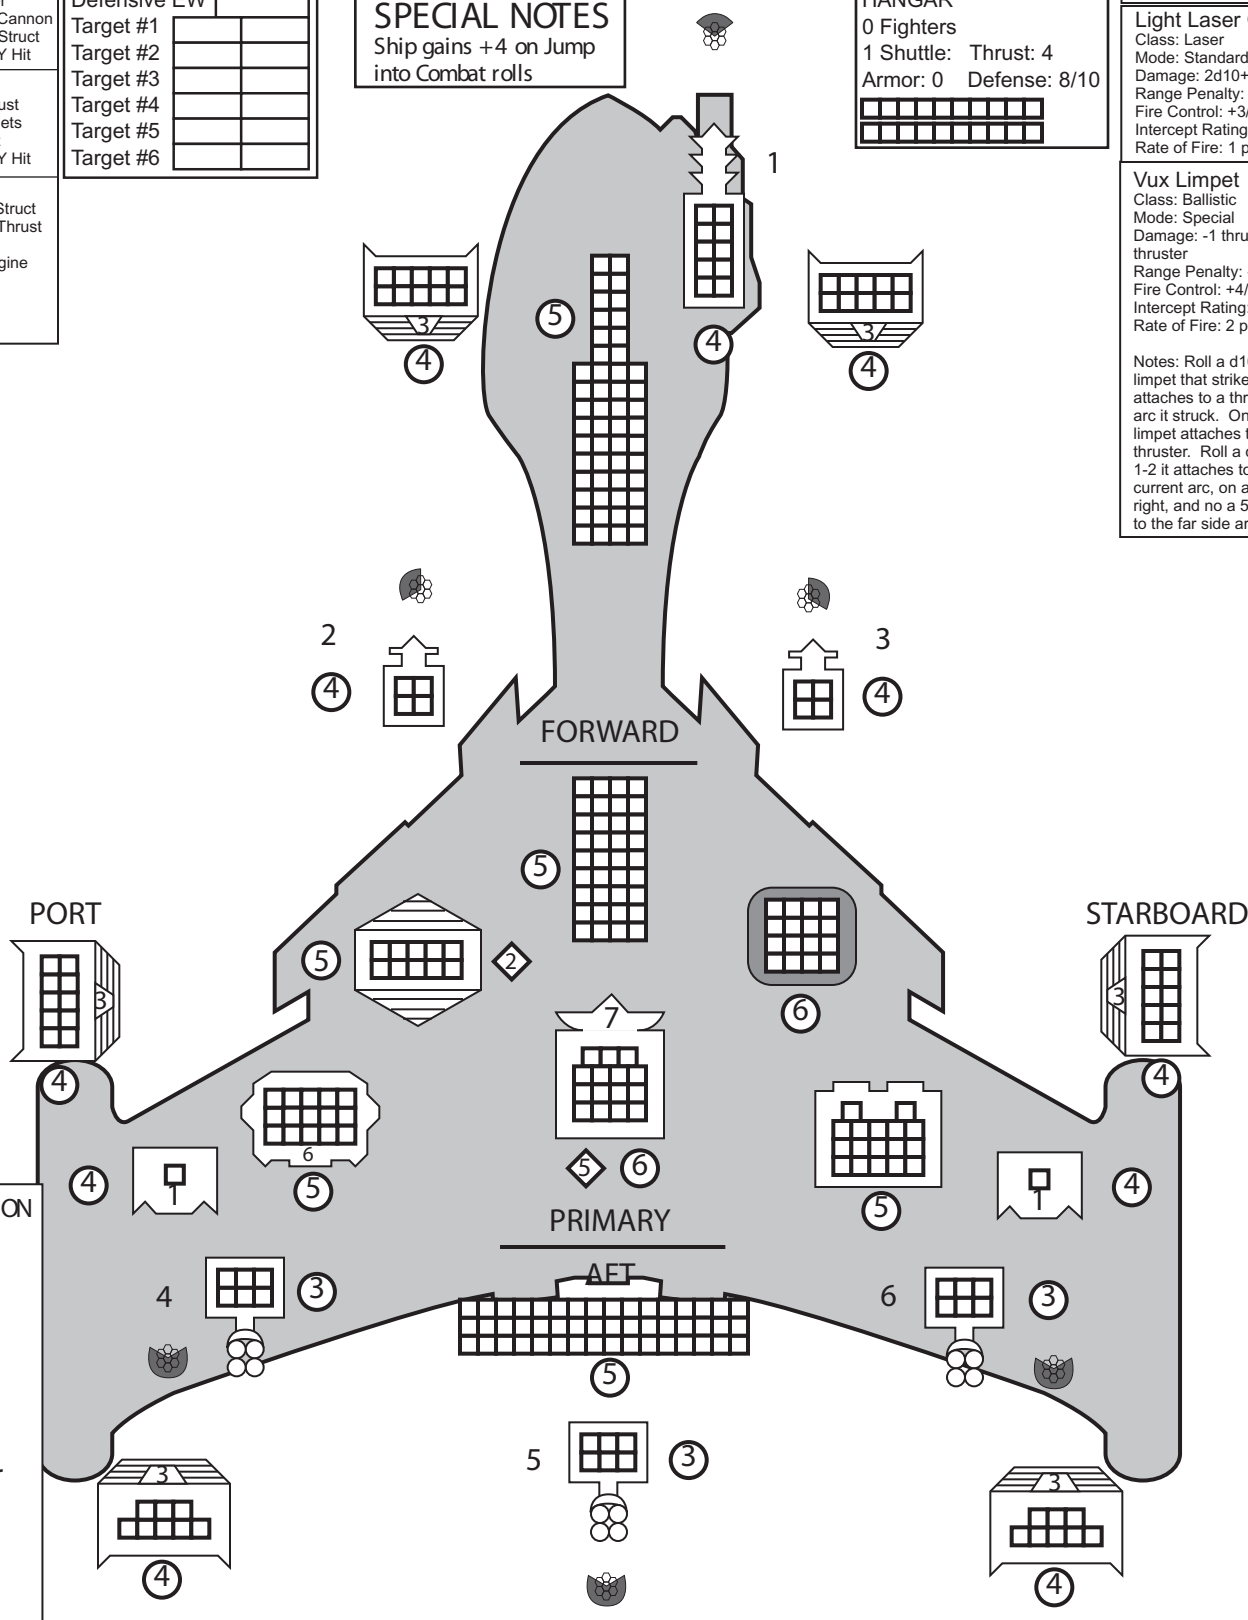 Cannon
Struct
Y Hit
ust
ets
Y Hit
Struct
Thrust
gine
ON
Defensive EW
Target #1
Target #2
Target #3
Target #4
Target #5
Target #6
SPECIAL NOTES
Ship gains +4 on Jump
into Combat rolls
HANGAR
0 Fighters
1 Shuttle: Thrust: 4
Armor: 0 Defense: 8/10
Light Laser
Class: Laser
Mode: Standard
Damage: 2d10+
Range Penalty:
Fire Control: +3/
Intercept Rating
Rate of Fire: 1 p
Vux Limpet
Class: Ballistic
Mode: Special
Damage: -1 thru
thruster
Range Penalty:
Fire Control: +4/
Intercept Rating:
Rate of Fire: 2 p
Notes: Roll a d1
limpet that strike
attaches to a thr
arc it struck. On
limpet attaches t
thruster. Roll a
1-2 it attaches to
current arc, on a
right, and no a 5
to the far side ar
1
3
4
5
4
3
4
2
4
3
4
FORWARD
5
PORT
STARBOARD
5
2
6
3
4
3
4
7
6
5
5
6
5
4
1
1
4
PRIMARY
AFT
4
3
6
3
5
5
3
3
4
3
4